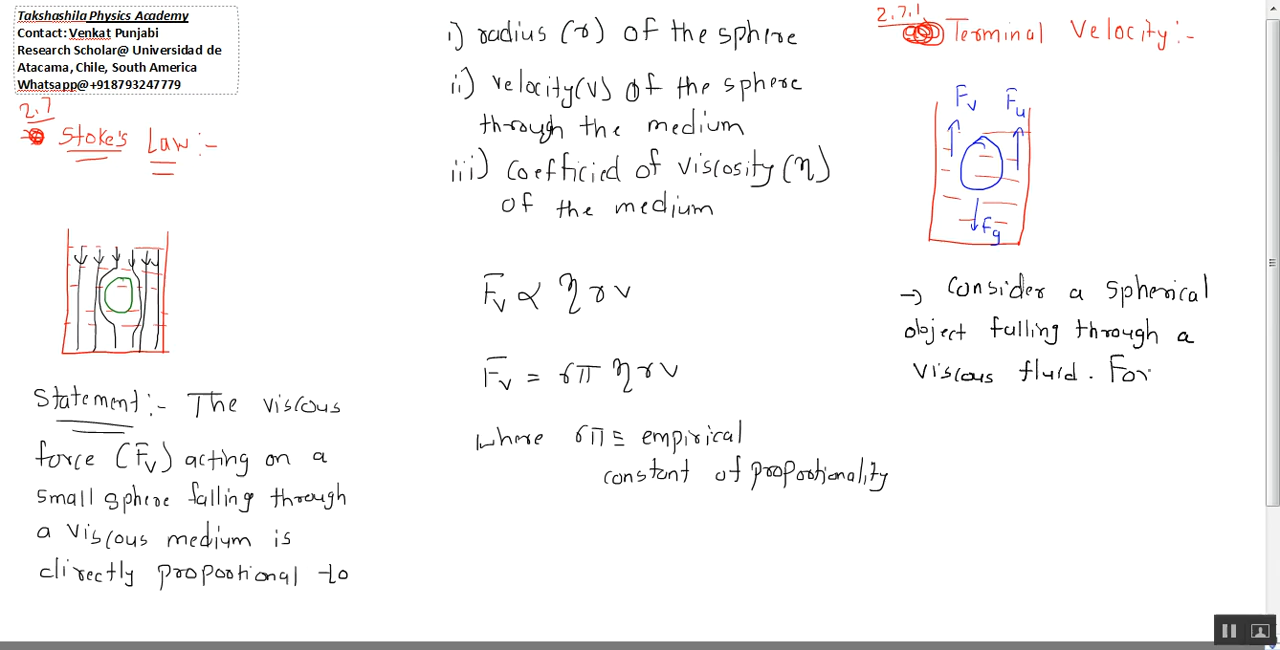 Takshashila Physics Academy
Contact: Venkat Punjabi
Research Scholar@ Universidad de
Atacama, Chile, South America
Whatsapp@+918793247779
2.7
Stoke's Law :-
Statement :- The viscous
force (Fv) acting on a
small sphere falling through
a viscous medium is
directly proportional to
i) radius (r) of the sphere
ii) velocity(v) of the sphere
through the medium
iii) Coefficied of viscosity (η)
of the medium
Fv ∝ η r v
Fv = 6π η r v
where 6π ≡ empirical
constant of proportionality
2.7.1
Terminal Velocity :-
Fv Fu
Fg
→ Consider a spherical
object falling through a
viscous fluid. For